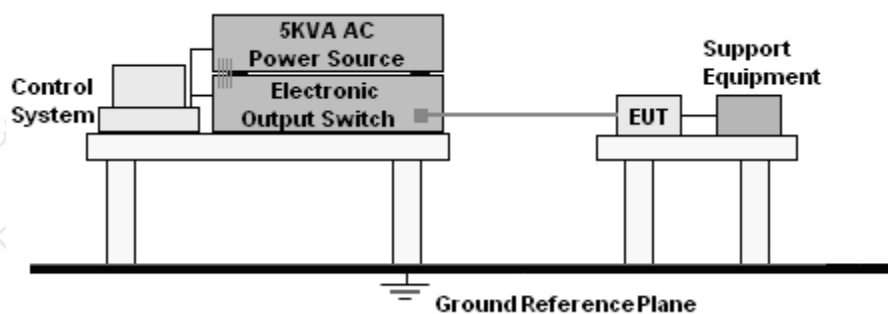 5KVA AC
Power Source
Electronic
Output Switch
Control
System
EUT
Support
Equipment
Ground Reference Plane